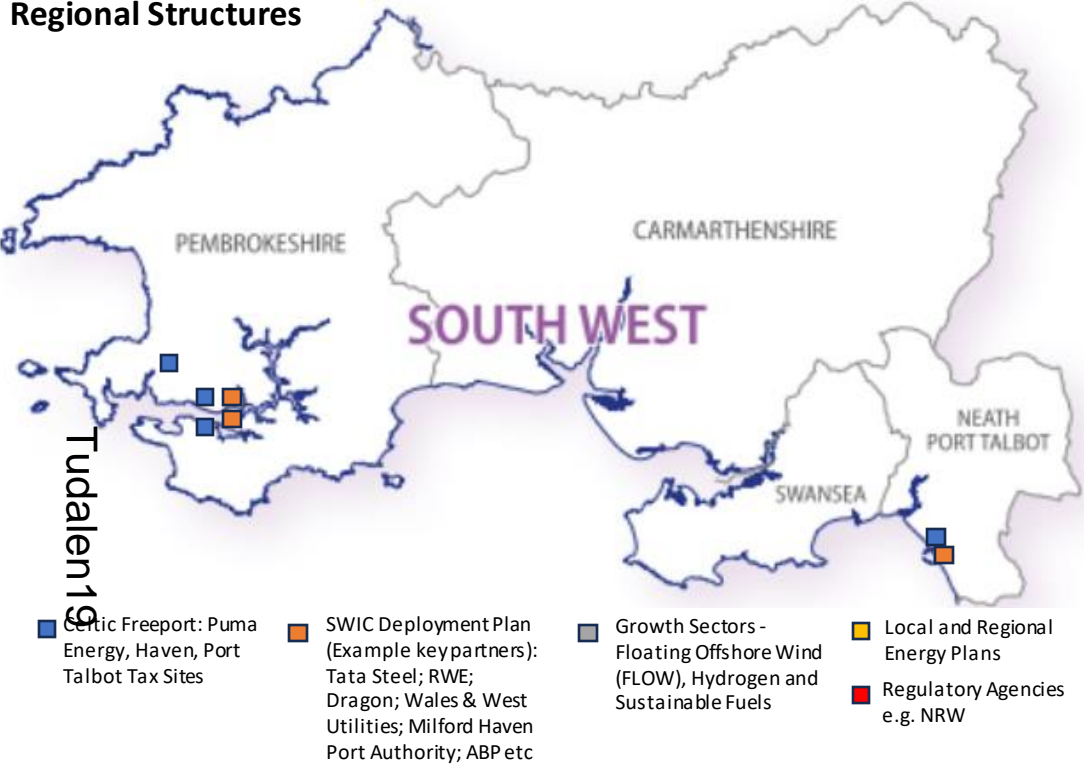 Regional Structures
PEMBROKESHIRE
CARMARTHENSHIRE
SOUTH WEST
NEATH
PORT TALBOT
SWANSEA
Tudalen19
Celtic Freeport: Puma
Energy, Haven, Port
Talbot Tax Sites
SWIC Deployment Plan
(Example key partners):
Tata Steel; RWE;
Dragon; Wales & West
Utilities; Milford Haven
Port Authority; ABP etc
Growth Sectors -
Floating Offshore Wind
(FLOW), Hydrogen and
Sustainable Fuels
Local and Regional
Energy Plans
Regulatory Agencies
e.g. NRW